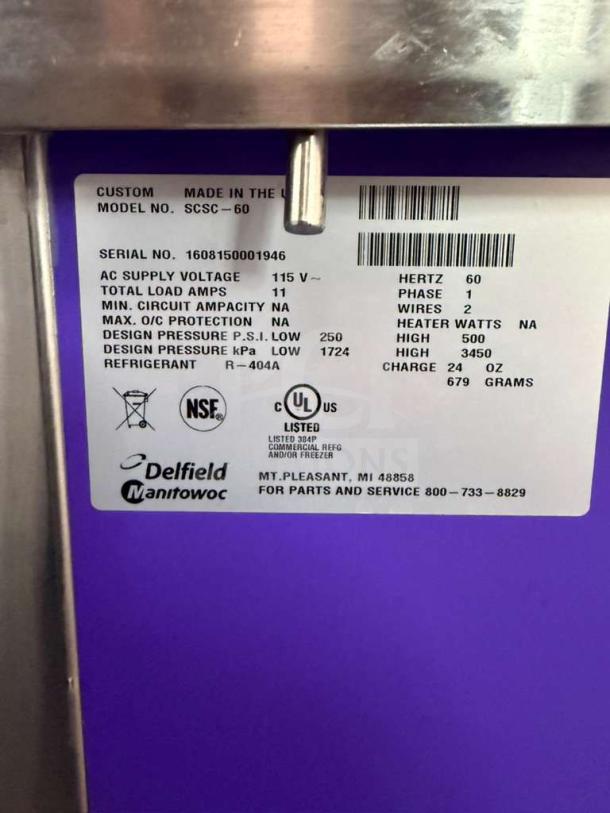 CUSTOM MADE IN THE
MODEL NO. SCSC-60
SERIAL NO. 1608150001946
AC SUPPLY VOLTAGE 115 V~ HERTZ 60
TOTAL LOAD AMPS 11 PHASE 1
MIN. CIRCUIT AMPACITY NA WIRES 2
MAX. O/C PROTECTION NA HEATER WATTS NA
DESIGN PRESSURE P.S.I. LOW 250 HIGH 500
DESIGN PRESSURE kPa LOW 1724 HIGH 3450
REFRIGERANT R-404A CHARGE 24 OZ
679 GRAMS
NSF®
C UL® US
LISTED
LISTED 384P
COMMERCIAL REFG
AND/OR FREEZER
Delfield
Manitowoc
MT.PLEASANT, MI 48858
FOR PARTS AND SERVICE 800-733-8829